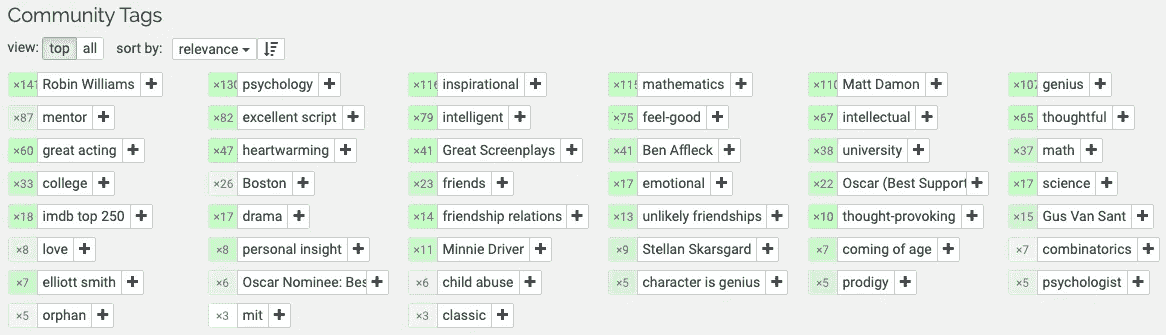 Community Tags
view: top all sort by: relevance
×141 Robin Williams + ×130 psychology + ×116 inspirational + ×115 mathematics + ×110 Matt Damon + ×107 genius +
×87 mentor + ×82 excellent script + ×79 intelligent + ×75 feel-good + ×67 intellectual + ×65 thoughtful +
×60 great acting + ×47 heartwarming + ×41 Great Screenplays + ×41 Ben Affleck + ×38 university + ×37 math +
×33 college + ×26 Boston + ×23 friends + ×17 emotional + ×22 Oscar (Best Support + ×17 science +
×18 imdb top 250 + ×17 drama + ×14 friendship relations + ×13 unlikely friendships + ×10 thought-provoking + ×15 Gus Van Sant +
×8 love + ×8 personal insight + ×11 Minnie Driver + ×9 Stellan Skarsgard + ×7 coming of age + ×7 combinatorics +
×7 elliott smith + ×6 Oscar Nominee: Bes + ×6 child abuse + ×5 character is genius + ×5 prodigy + ×5 psychologist +
×5 orphan + ×3 mit + ×3 classic +